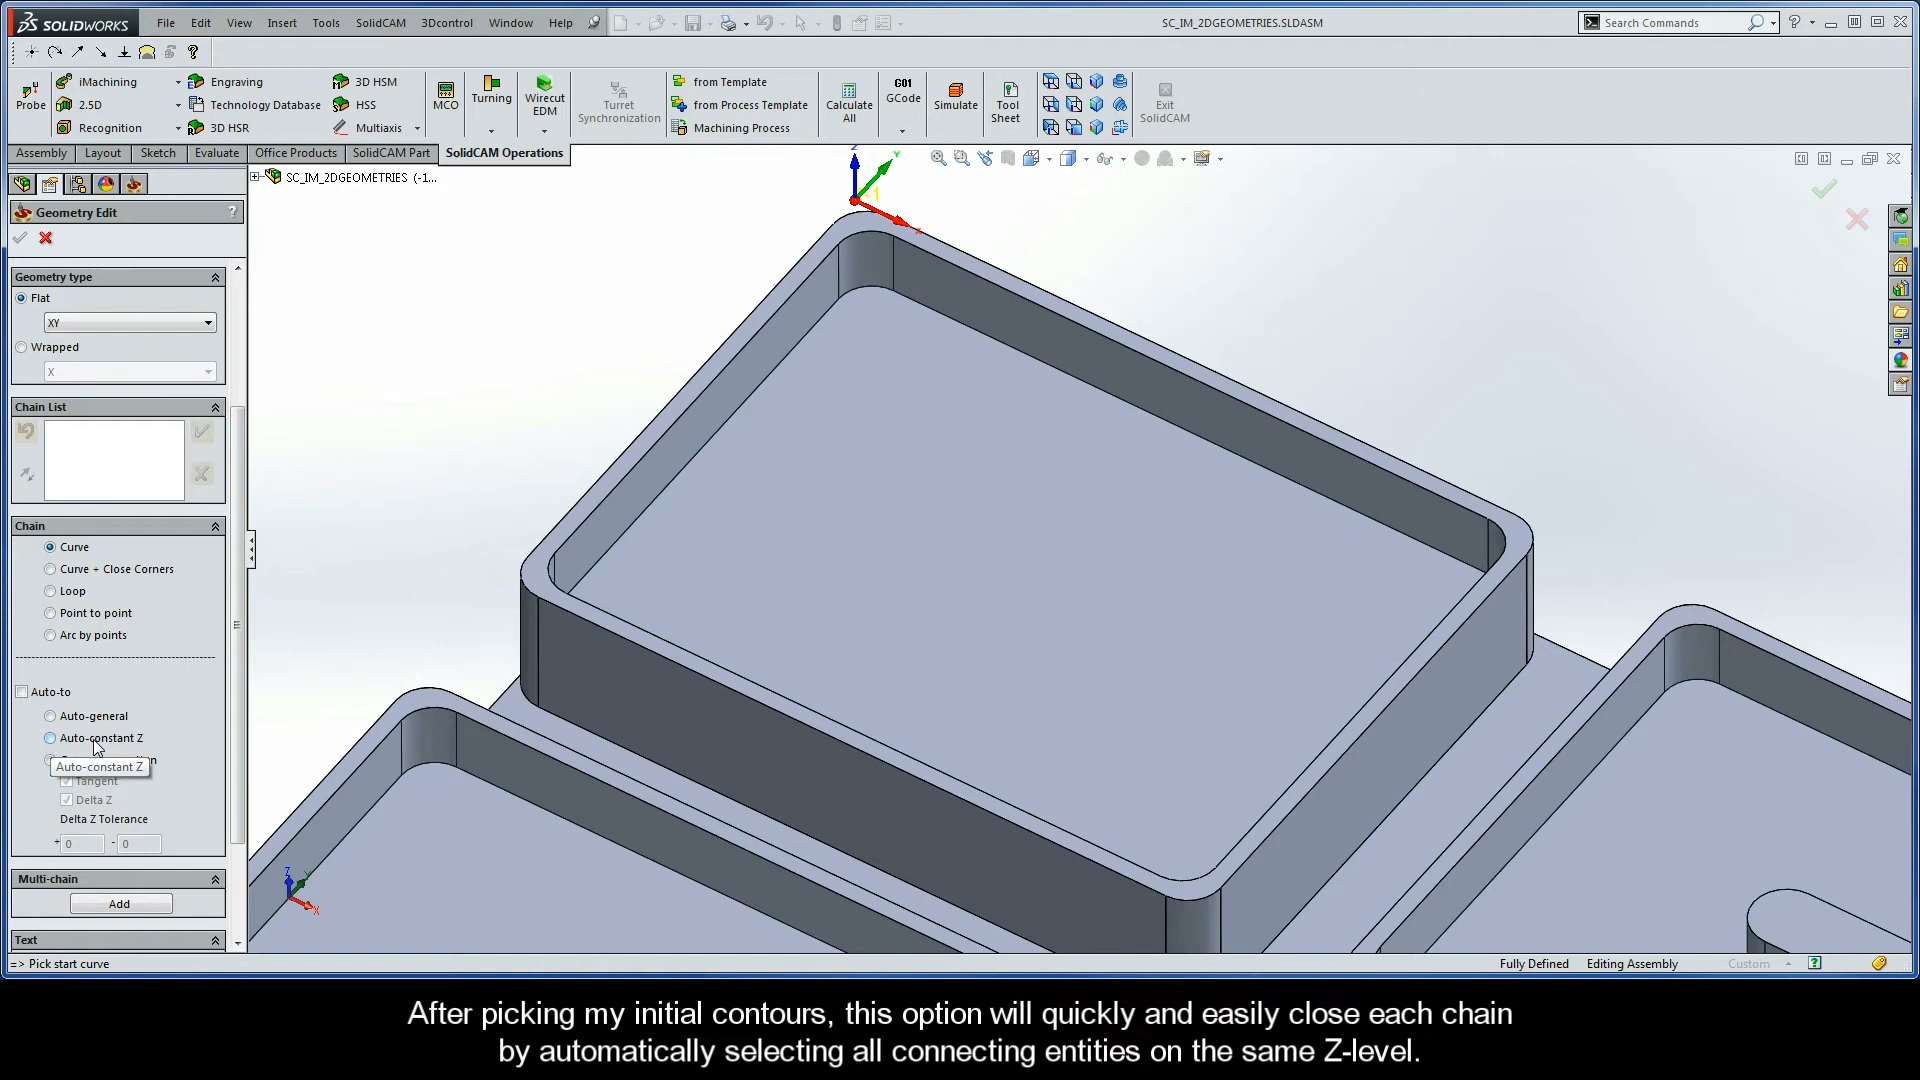 SOLIDWORKS File Edit View Insert Tools SolidCAM 3Dcontrol Window Help SC_IM_2DGEOMETRIES.SLDASM Search Commands
Probe iMachining 2.5D Recognition
Engraving Technology Database 3D HSR
3D HSM HSS Multiaxis
MCO Turning Wirecut EDM Turret Synchronization
from Template from Process Template Machining Process
Calculate All G01 GCode Simulate Tool Sheet Exit SolidCAM
Assembly Layout Sketch Evaluate Office Products SolidCAM Part SolidCAM Operations
SC_IM_2DGEOMETRIES (-1...
Geometry Edit ?
Geometry type
Flat
XY
Wrapped
X
Chain List
Chain
Curve
Curve + Close Corners
Loop
Point to point
Arc by points
Auto-to
Auto-general
Auto-constant Z
Auto-constant Z
Tangent
Delta Z
Delta Z Tolerance
+ 0 - 0
Multi-chain
Add
Text
Z Y X
Z Y X
=> Pick start curve Fully Defined Editing Assembly Custom
After picking my initial contours, this option will quickly and easily close each chain
by automatically selecting all connecting entities on the same Z-level.